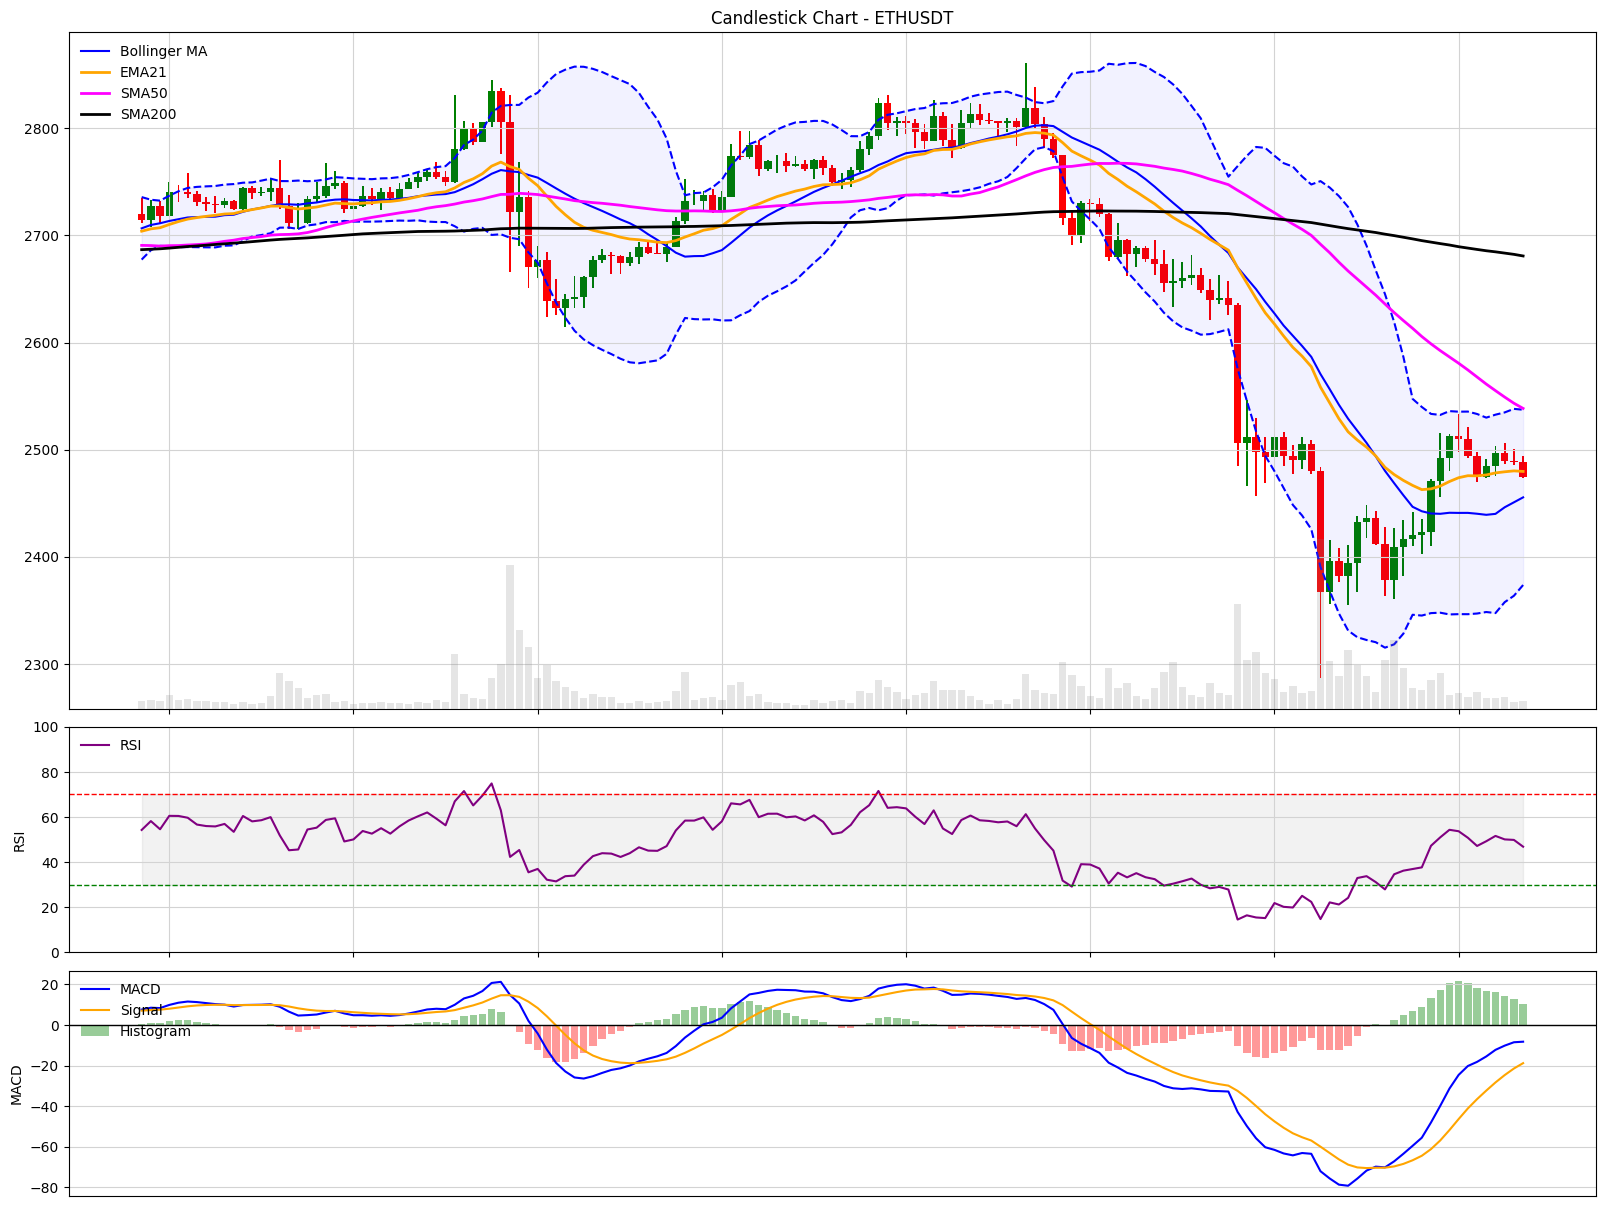 Candlestick Chart - ETHUSDT
Bollinger MA
EMA21
SMA50
SMA200
2800
2700
2600
2500
2400
2300
100
80
60
40
20
0
RSI
RSI
20
0
−20
−40
−60
−80
MACD
MACD
Signal
Histogram